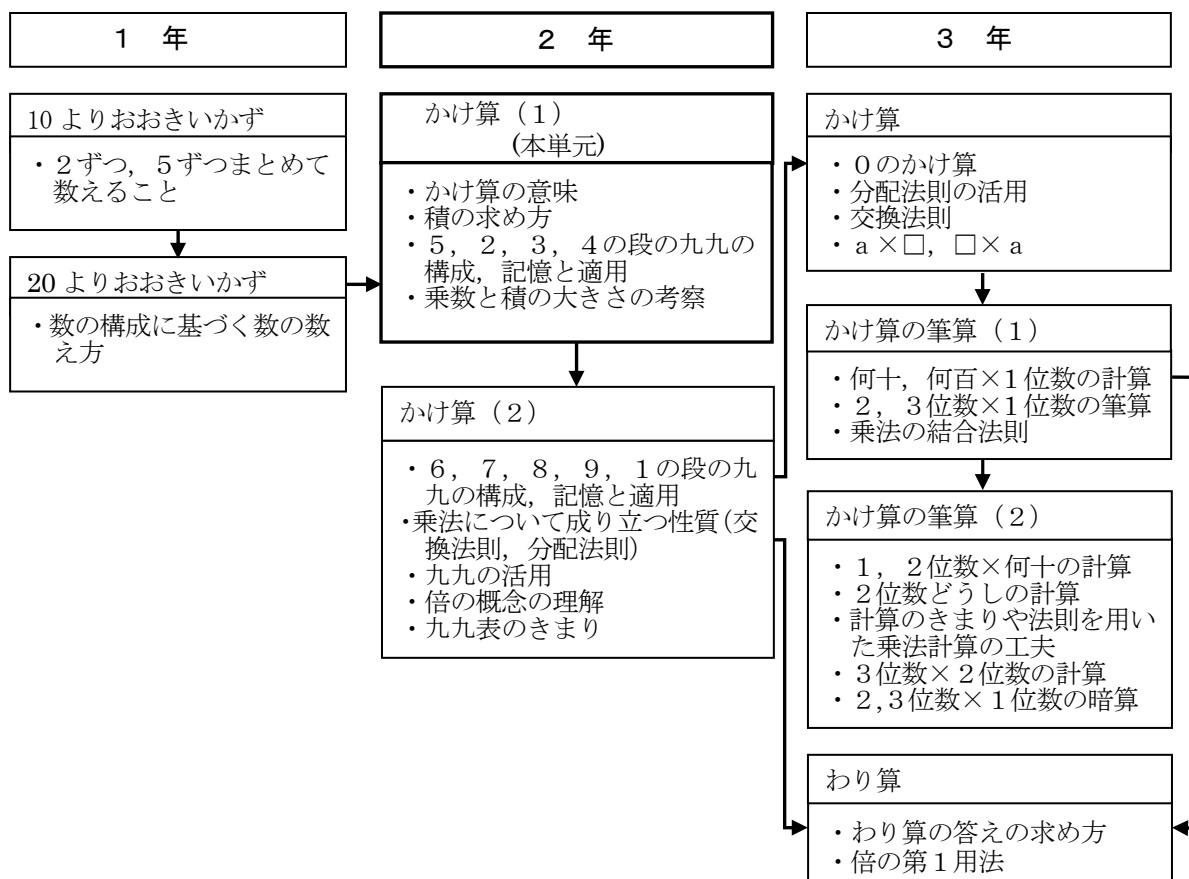 １　年
２　年
３　年
10 よりおおきいかず
・２ずつ，５ずつまとめて
数えること
20 よりおおきいかず
・数の構成に基づく数の数
え方
かけ算（１）
(本単元)
・かけ算の意味
・積の求め方
・５，２，３，４の段の九九の
構成，記憶と適用
・乗数と積の大きさの考察
かけ算（２）
・６，７，８，９，１の段の九
九の構成，記憶と適用
・乗法について成り立つ性質(交
換法則，分配法則)
・九九の活用
・倍の概念の理解
・九九表のきまり
かけ算
・０のかけ算
・分配法則の活用
・交換法則
・ａ×□，□×ａ
かけ算の筆算（１）
・何十，何百×１位数の計算
・２，３位数×１位数の筆算
・乗法の結合法則
かけ算の筆算（２）
・１，２位数×何十の計算
・２位数どうしの計算
・計算のきまりや法則を用い
た乗法計算の工夫
・３位数×２位数の計算
・２,３位数×１位数の暗算
わり算
・わり算の答えの求め方
・倍の第１用法